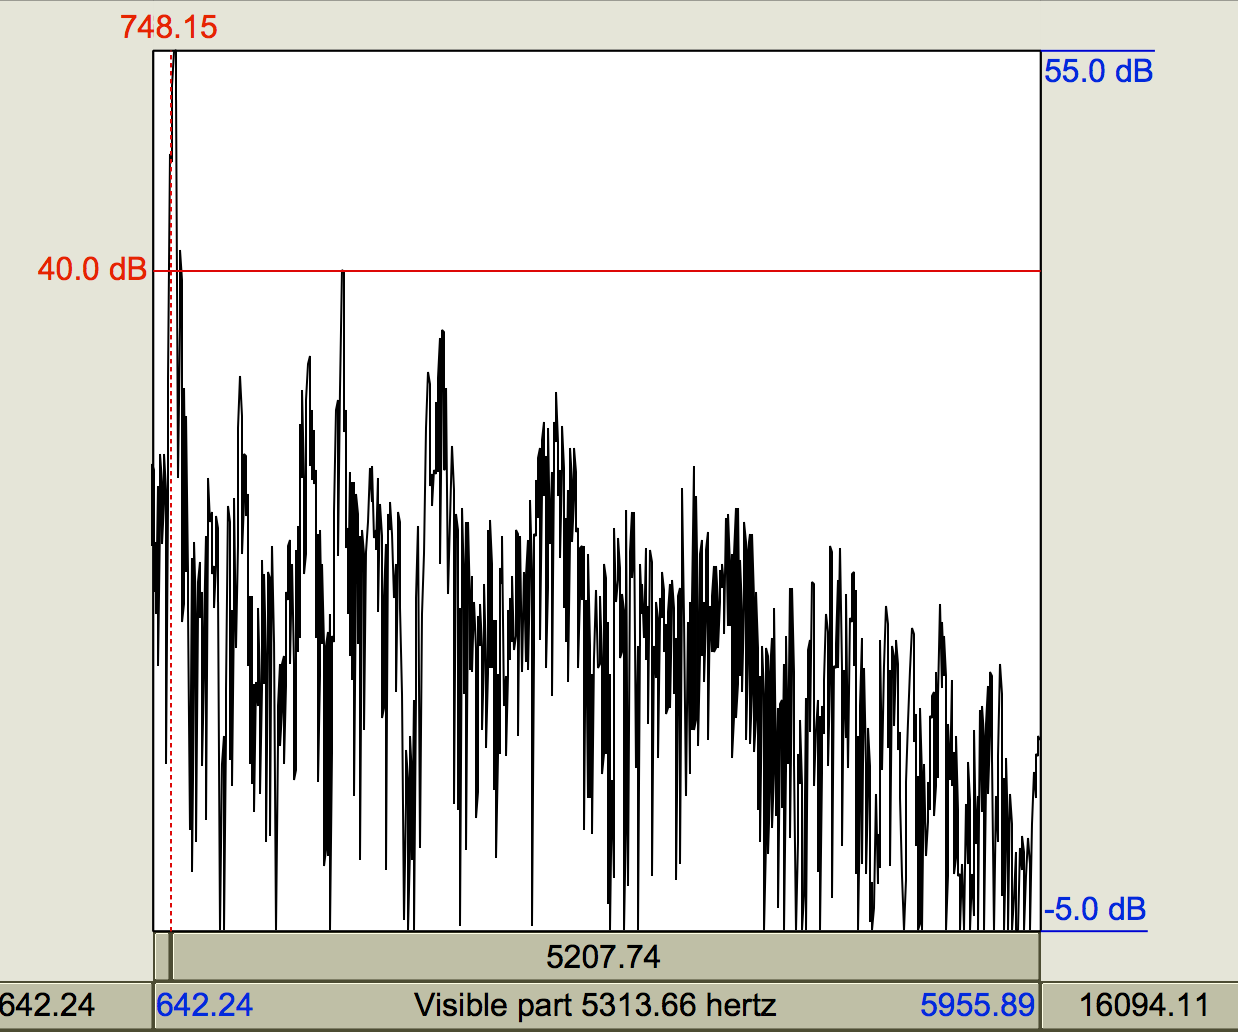 748.15
55.0 dB
40.0 dB
-5.0 dB
5207.74
642.24 642.24 Visible part 5313.66 hertz 5955.89 16094.11